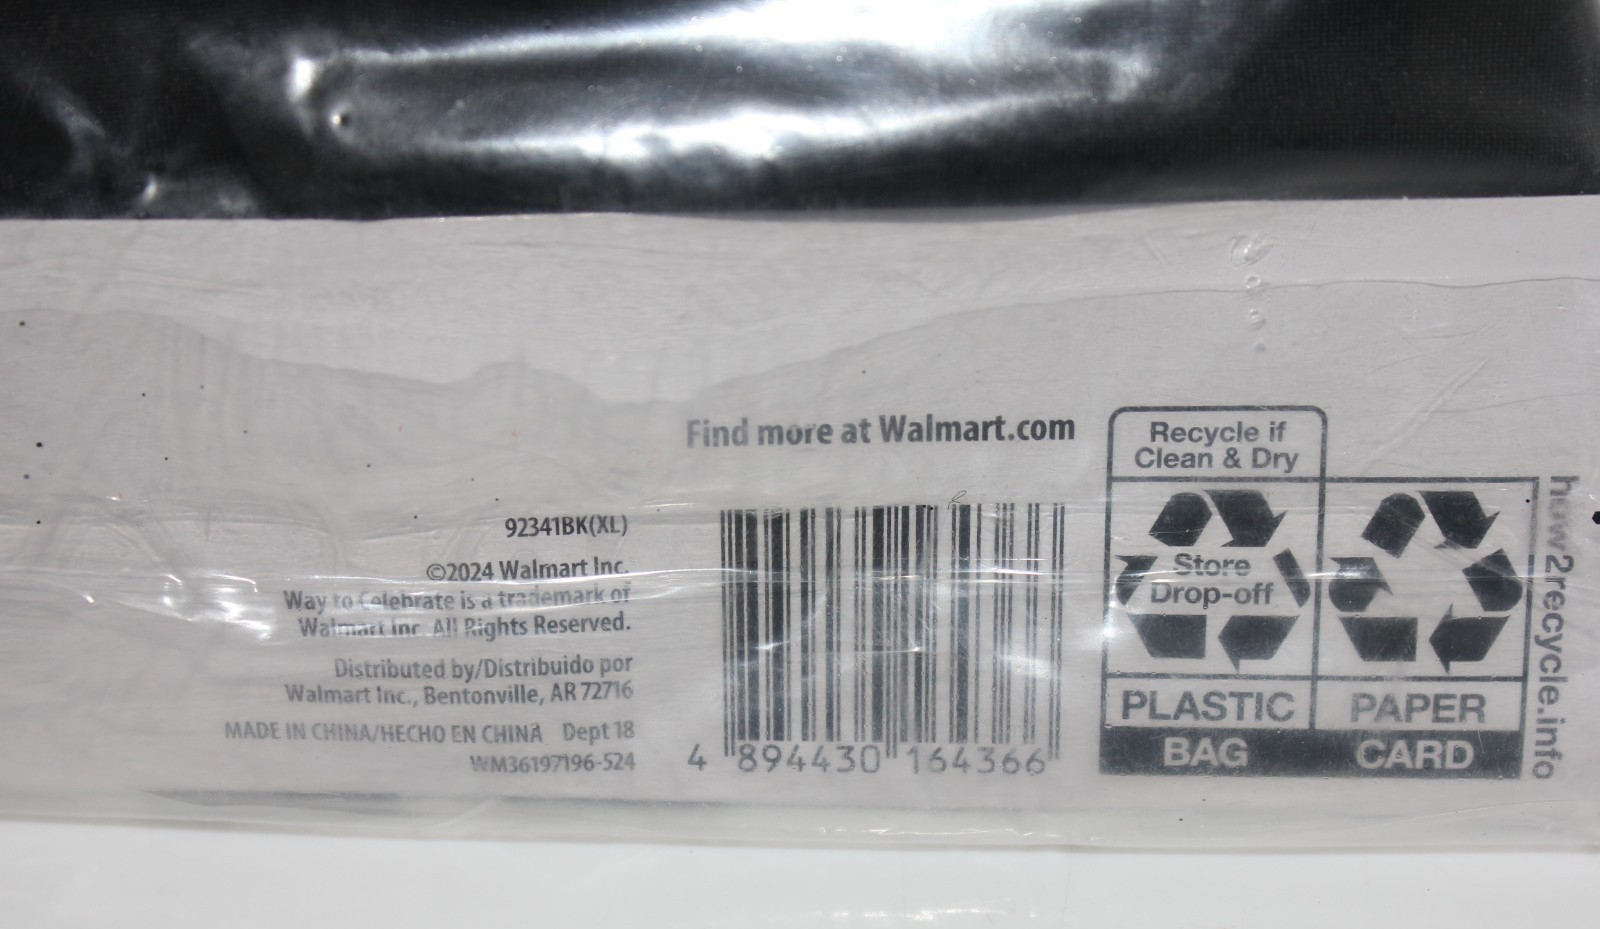 Find more at Walmart.com
92341BK(XL)
©2024 Walmart Inc.
Way to Celebrate is a trademark of
Walmart Inc. All Rights Reserved.
Distributed by/Distribuido por
Walmart Inc., Bentonville, AR 72716
MADE IN CHINA/HECHO EN CHINA Dept 18
WM36197196-524
4 894430 164366
Recycle if
Clean & Dry
Store
Drop-off
PLASTIC
BAG
PAPER
CARD
how2recycle.info